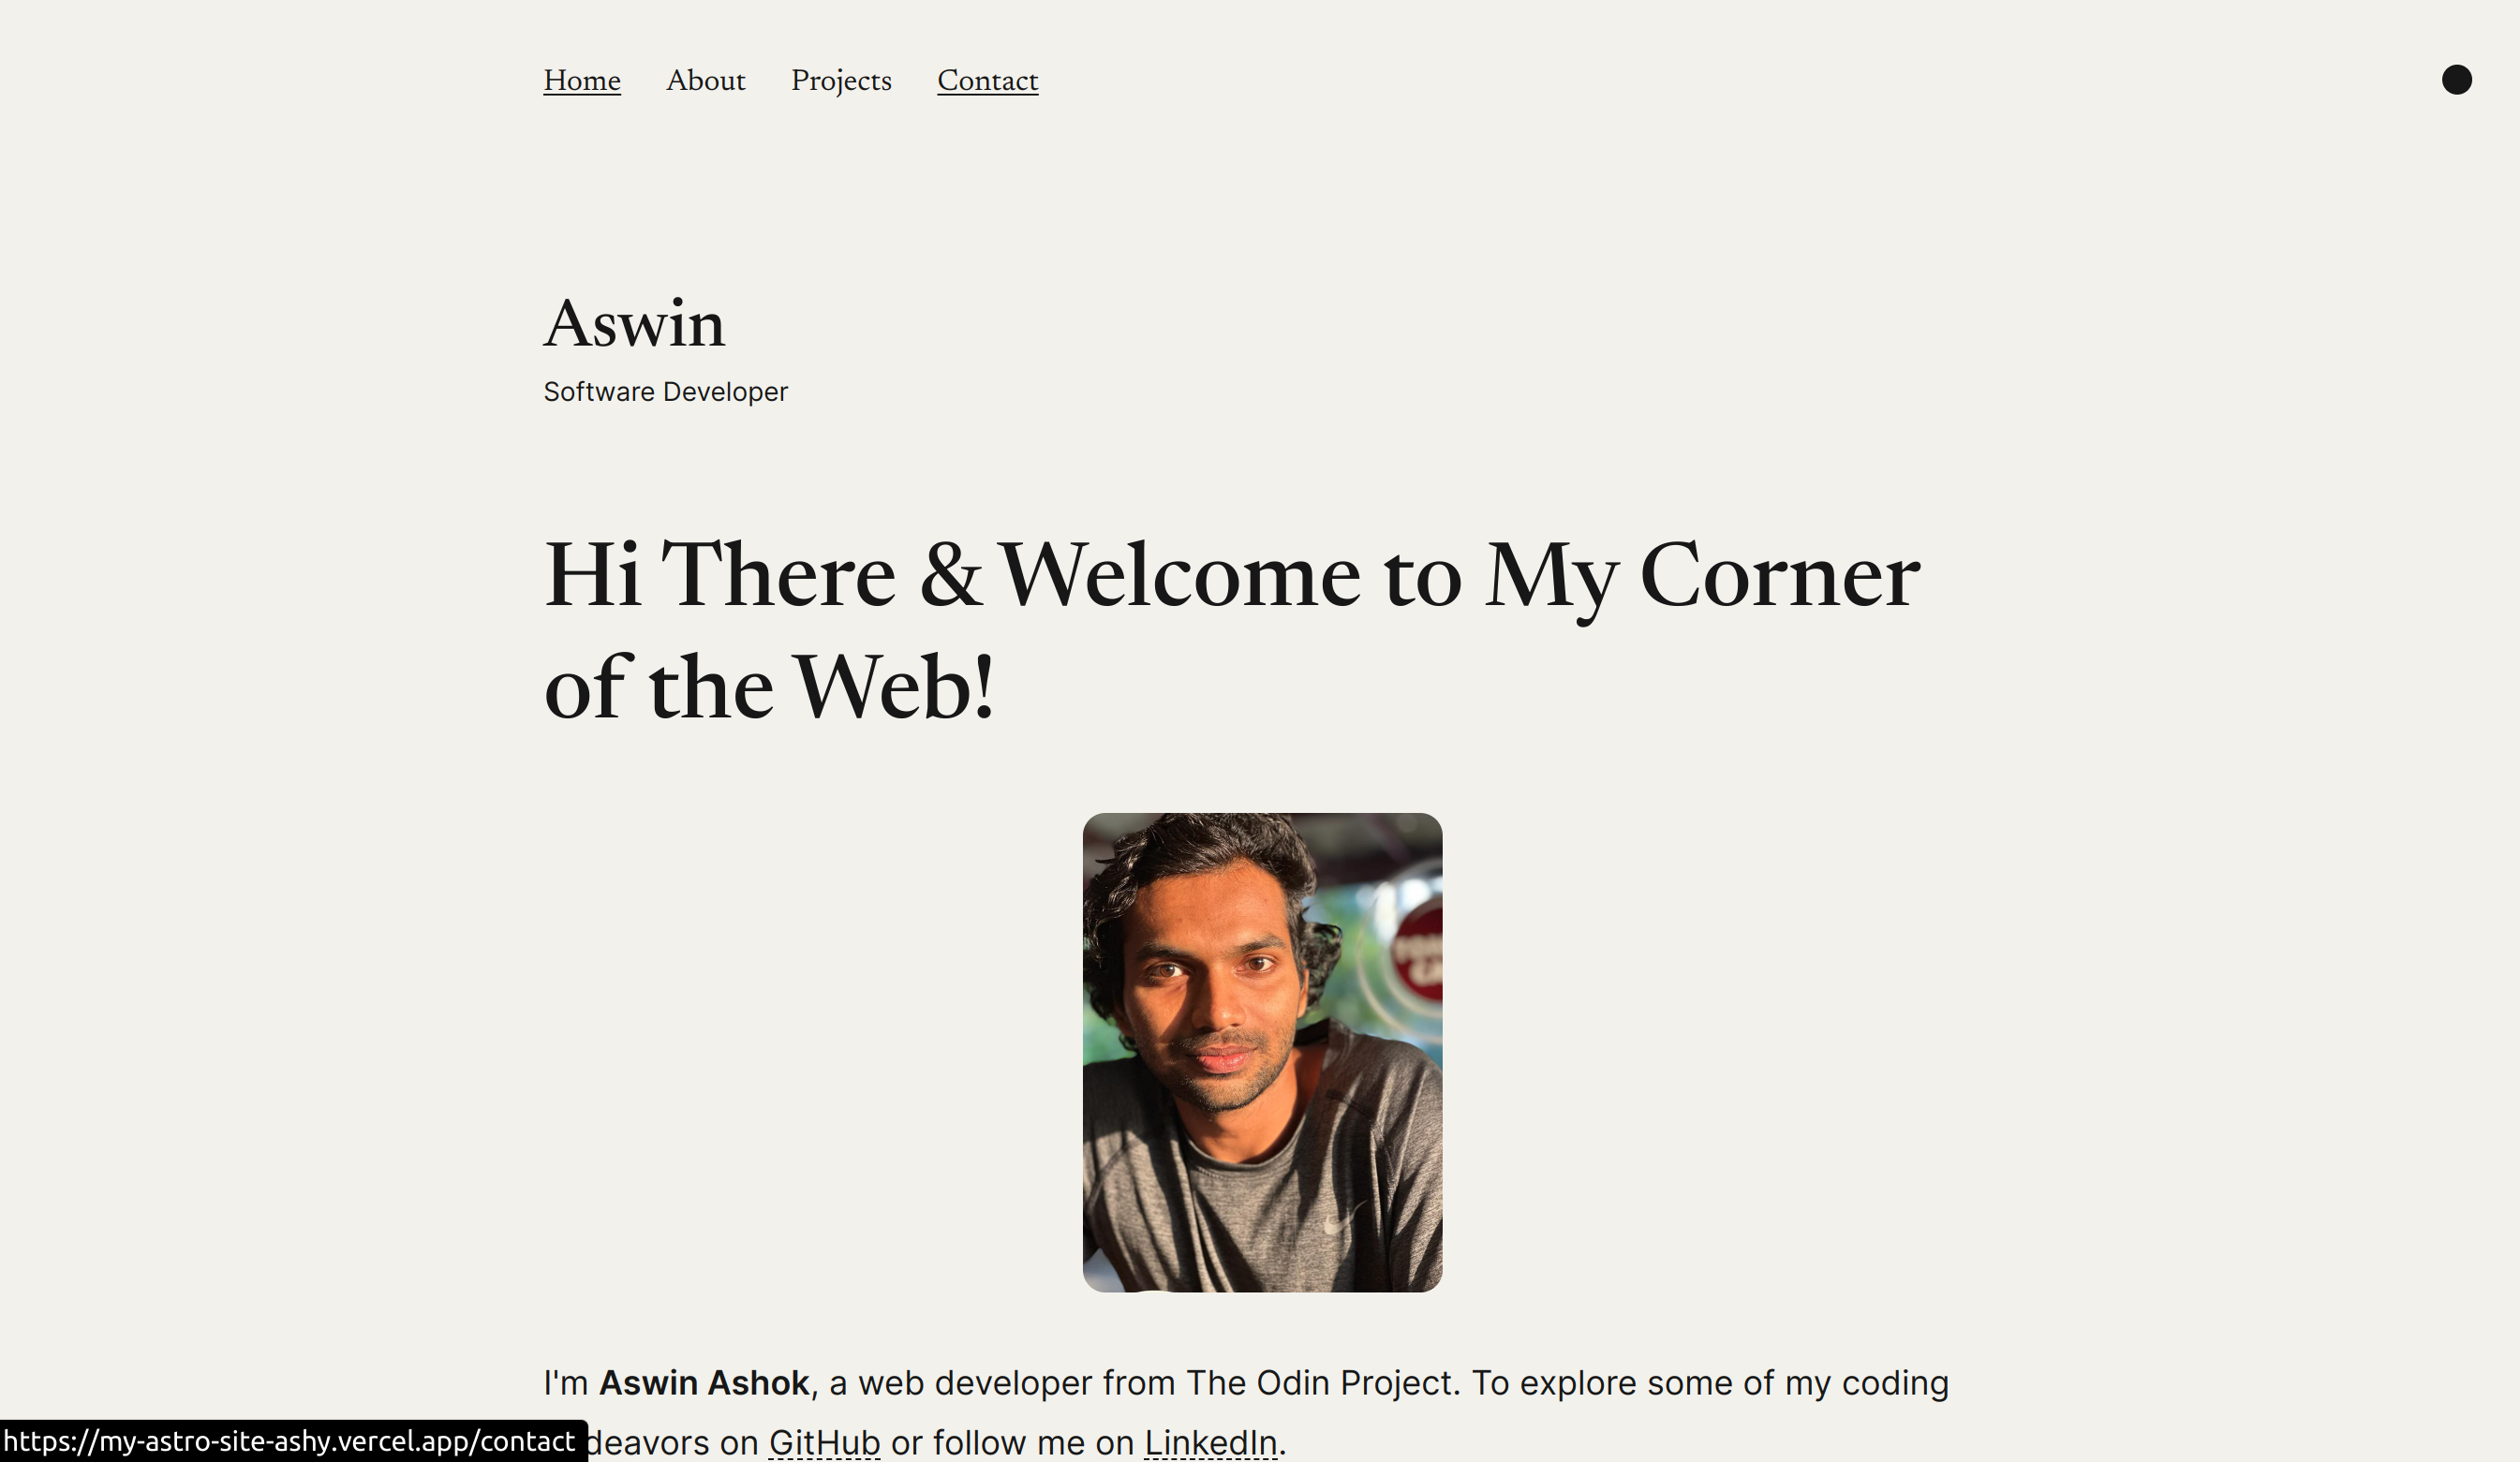 Home About Projects Contact
Aswin
Software Developer
Hi There & Welcome to My Corner
of the Web!
I'm Aswin Ashok, a web developer from The Odin Project. To explore some of my coding
deavors on GitHub or follow me on LinkedIn.
https://my-astro-site-ashy.vercel.app/contact